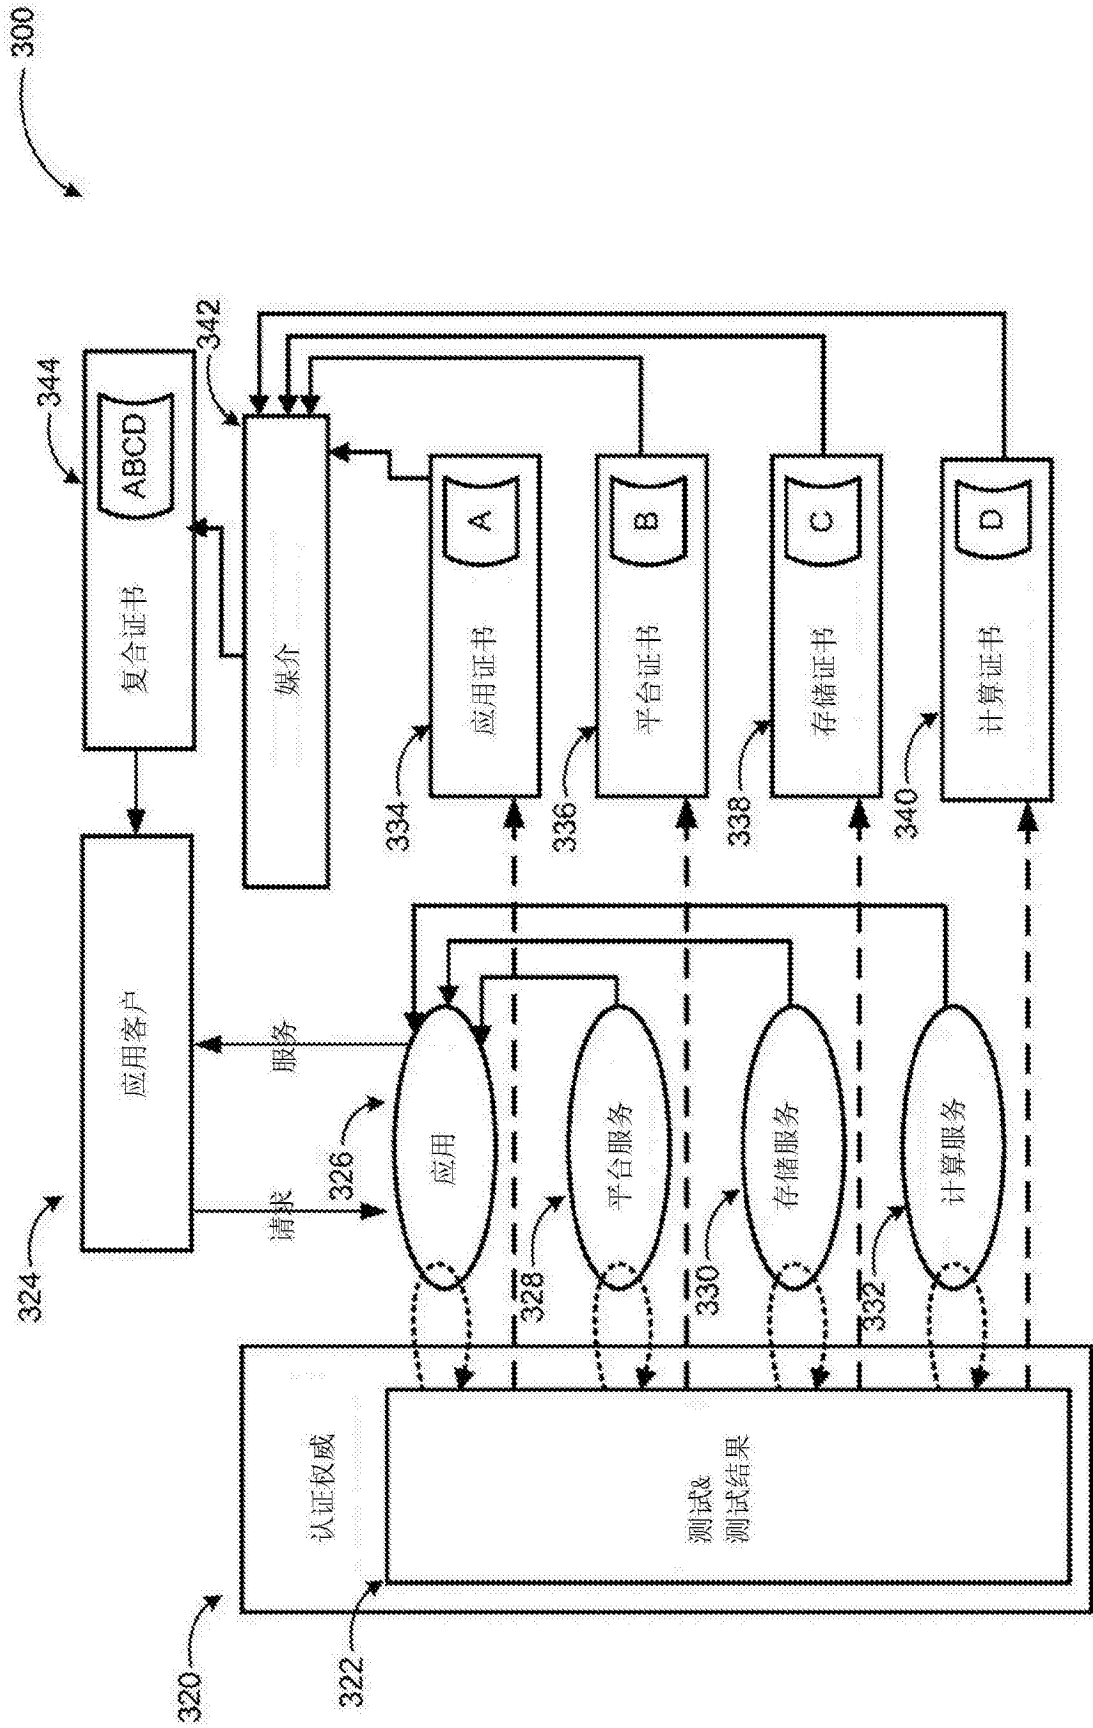 300
320
认证权威
322
测试&
测试结果
324
应用客户
请求
服务
326
应用
328
平台服务
330
存储服务
332
计算服务
344
复合证书
ABCD
342
媒介
334
应用证书
A
336
平台证书
B
338
存储证书
C
340
计算证书
D